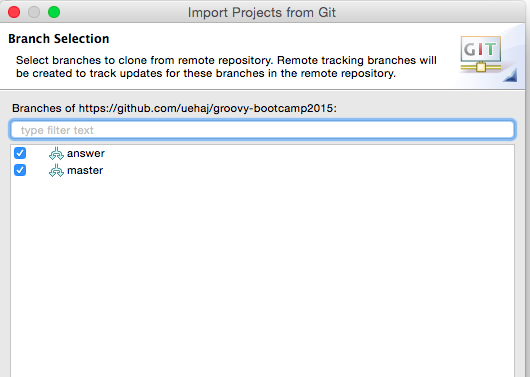 Import Projects from Git
Branch Selection
Select branches to clone from remote repository. Remote tracking branches will
be created to track updates for these branches in the remote repository.
GIT
Branches of https://github.com/uehaj/groovy-bootcamp2015:
type filter text
answer
master